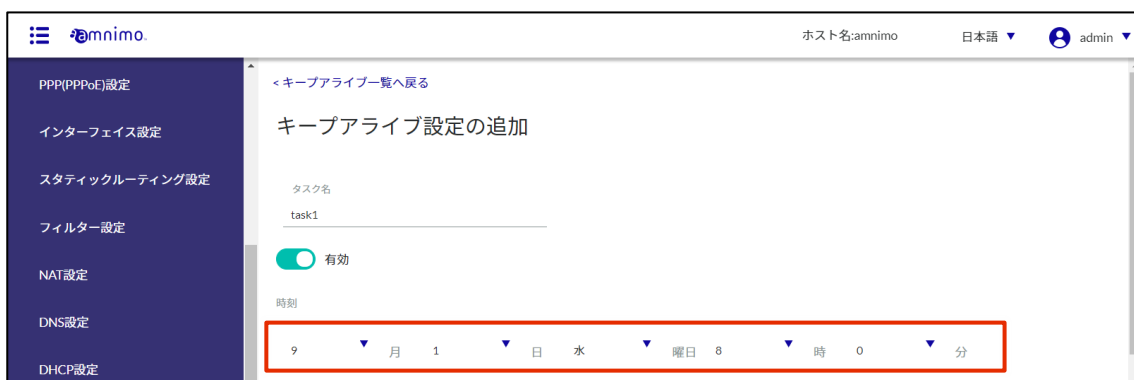 amnimo.
ホスト名:amnimo
日本語 ▼
admin ▼
PPP(PPPoE)設定
インターフェイス設定
スタティックルーティング設定
フィルター設定
NAT設定
DNS設定
DHCP設定
< キープアライブ一覧へ戻る
キープアライブ設定の追加
タスク名
task1
有効
時刻
9 ▼ 月 1 ▼ 日 水 ▼ 曜日 8 ▼ 時 0 ▼ 分